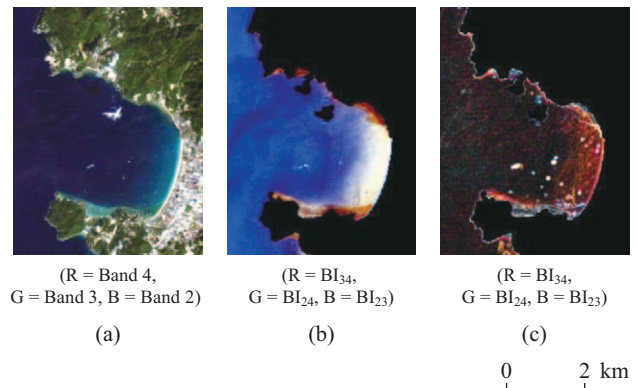 (R = Band 4,
G = Band 3, B = Band 2)
(a)
(R = BI₃₄,
G = BI₂₄, B = BI₂₃)
(b)
(R = BI₃₄,
G = BI₂₄, B = BI₂₃)
(c)
0 2 km